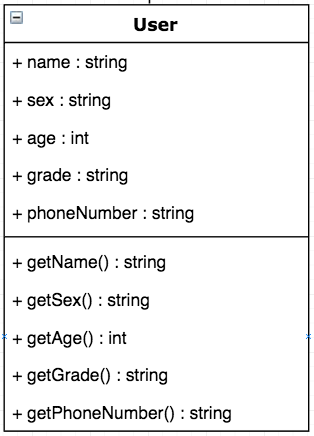 User
+ name : string
+ sex : string
+ age : int
+ grade : string
+ phoneNumber : string
+ getName() : string
+ getSex() : string
+ getAge() : int
+ getGrade() : string
+ getPhoneNumber() : string